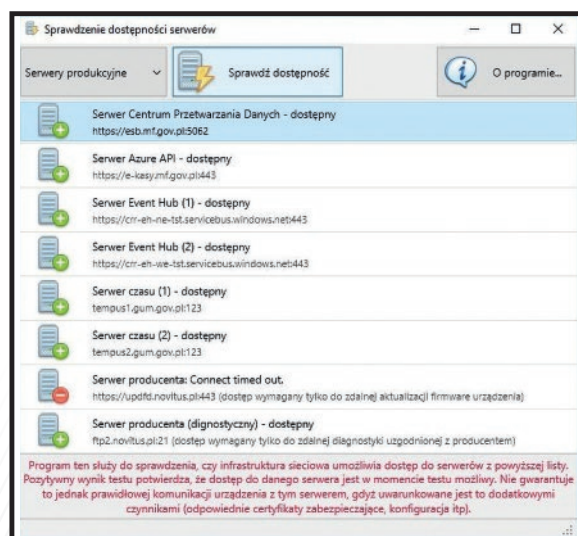 Sprawdzenie dostępności serwerów
Serwery produkcyjne
Sprawdź dostępność
O programie...
Serwer Centrum Przetwarzania Danych - dostępny
https://esb.mf.gov.pl:5062
Serwer Azure API - dostępny
https://e-kasy.mf.gov.pl:443
Serwer Event Hub (1) - dostępny
https://crr-eh-ne-tst.servicebus.windows.net:443
Serwer Event Hub (2) - dostępny
https://crr-eh-we-tst.servicebus.windows.net:443
Serwer czasu (1) - dostępny
tempus1.gum.gov.pl:123
Serwer czasu (2) - dostępny
tempus2.gum.gov.pl:123
Serwer producenta: Connect timed out.
https://updfd.novitus.pl:443 (dostęp wymagany tylko do zdalnej aktualizacji firmware urządzenia)
Serwer producenta (dignostyczny) - dostępny
ftp2.novitus.pl:21 (dostęp wymagany tylko do zdalnej diagnostyki uzgodnionej z producentem)
Program ten służy do sprawdzenia, czy infrastruktura sieciowa umożliwia dostęp do serwerów z powyższej listy.
Pozytywny wynik testu potwierdza, że dostęp do danego serwera jest w momencie testu możliwy. Nie gwarantuje
to jednak prawidłowej komunikacji urządzenia z tym serwerem, gdyż uwarunkowane jest to dodatkowymi
czynnikami (odpowiednie certyfikaty zabezpieczające, konfiguracja itp).